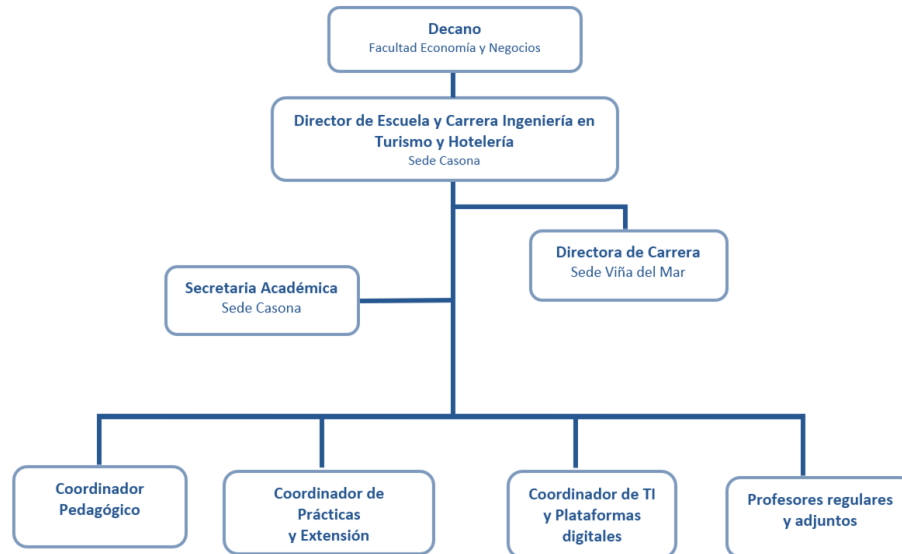 Decano
Facultad Economía y Negocios
Director de Escuela y Carrera Ingeniería en
Turismo y Hotelería
Sede Casona
Directora de Carrera
Sede Viña del Mar
Secretaria Académica
Sede Casona
Coordinador
Pedagógico
Coordinador de
Prácticas
y Extensión
Coordinador de TI
y Plataformas
digitales
Profesores regulares
y adjuntos